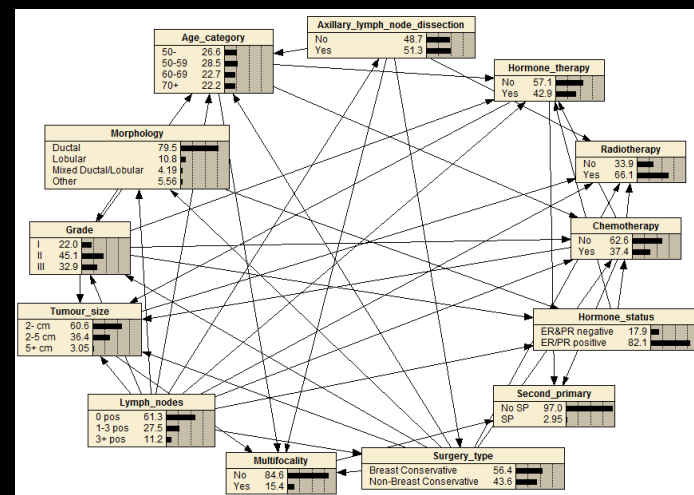 Axillary_lymph_node_dissection
No 48.7
Yes 51.3
Age_category
50- 26.6
50-59 28.5
60-69 22.7
70+ 22.2
Hormone_therapy
No 57.1
Yes 42.9
Morphology
Ductal 79.5
Lobular 10.8
Mixed Ductal/Lobular 4.19
Other 5.56
Radiotherapy
No 33.9
Yes 66.1
Grade
I 22.0
II 45.1
III 32.9
Chemotherapy
No 62.6
Yes 37.4
Tumour_size
2- cm 60.6
2-5 cm 36.4
5+ cm 3.05
Hormone_status
ER&PR negative 17.9
ER/PR positive 82.1
Lymph_nodes
0 pos 61.3
1-3 pos 27.5
3+ pos 11.2
Second_primary
No SP 97.0
SP 2.95
Multifocality
No 84.6
Yes 15.4
Surgery_type
Breast Conservative 56.4
Non-Breast Conservative 43.6